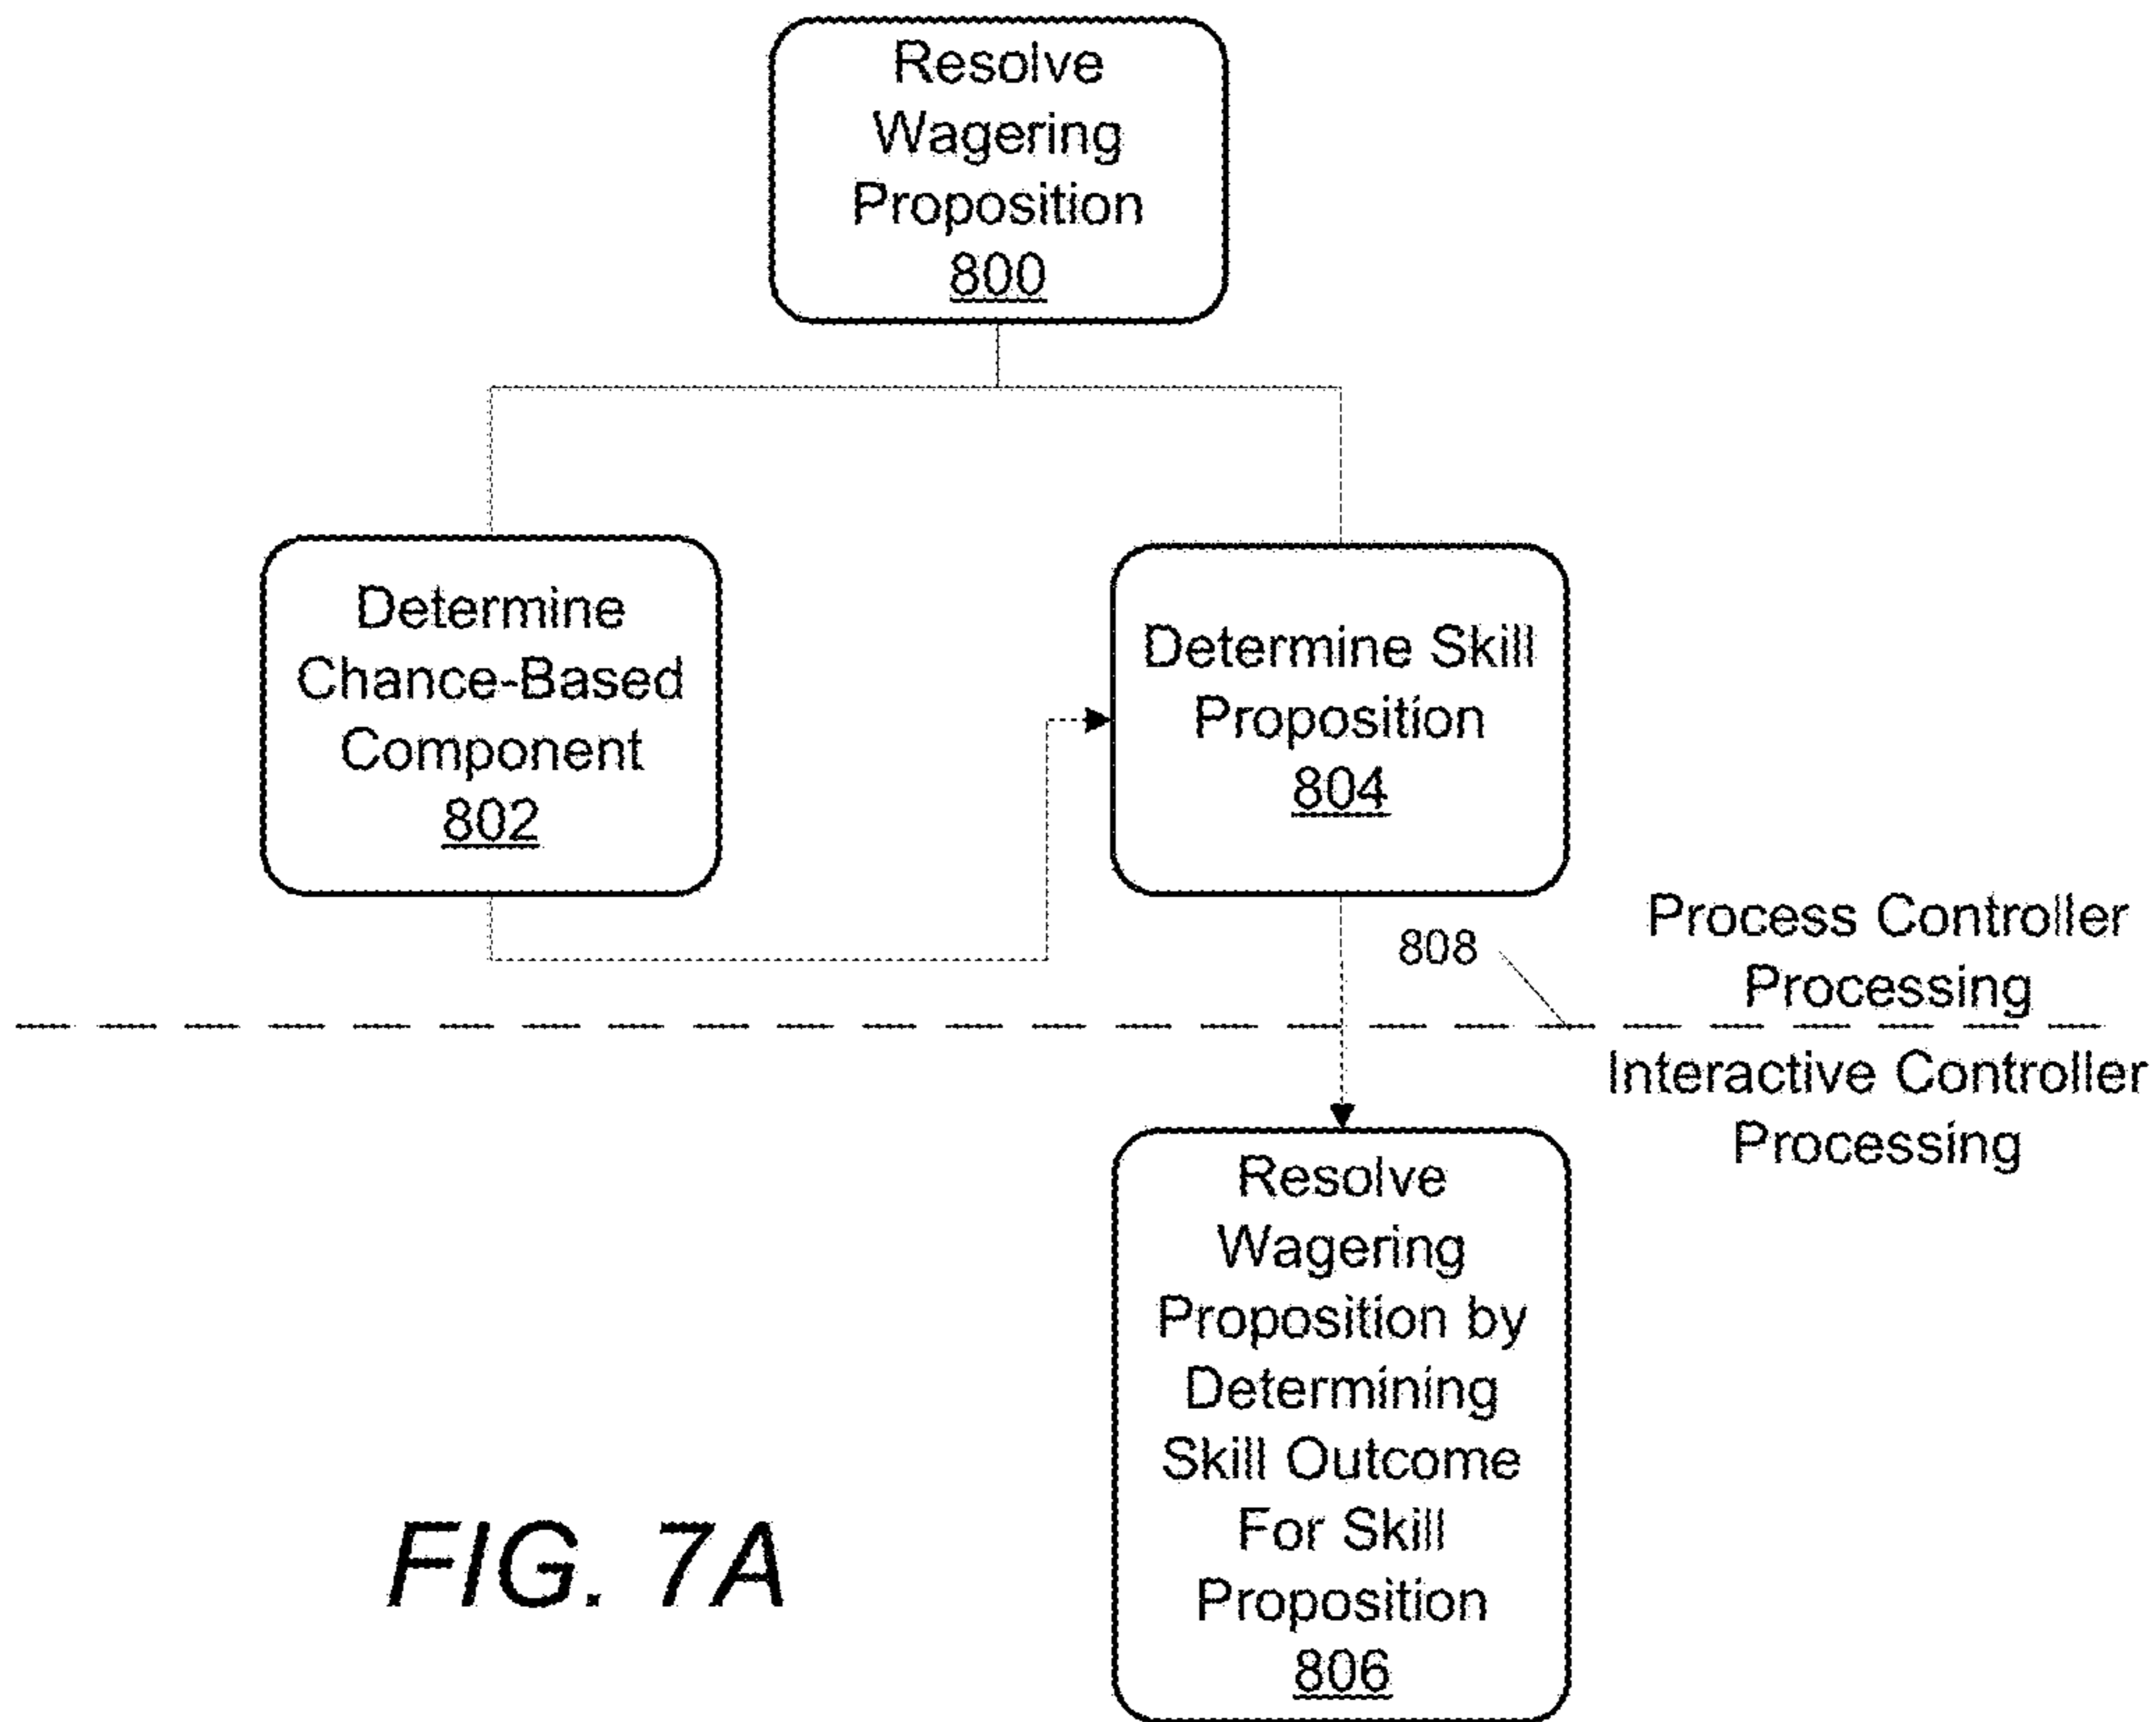 Resolve
Wagering
Proposition
800
Determine
Chance-Based
Component
802
Determine Skill
Proposition
804
808
Process Controller
Processing
Interactive Controller
Processing
Resolve
Wagering
Proposition by
Determining
Skill Outcome
For Skill
Proposition
806
FIG. 7A